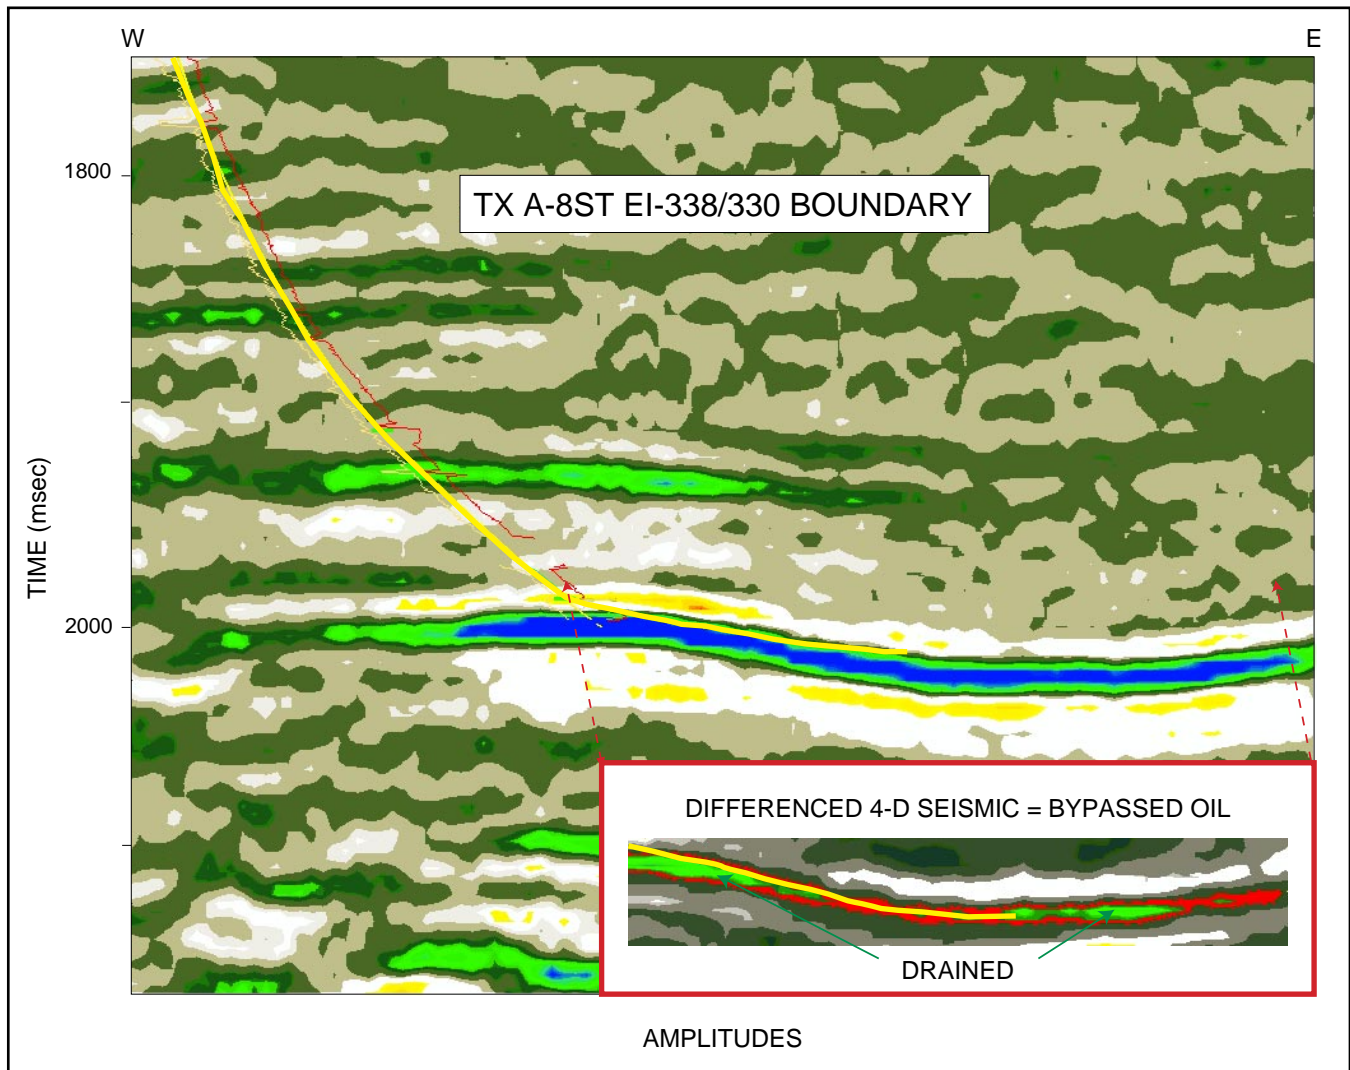 W
E
1800
TX A-8ST EI-338/330 BOUNDARY
TIME (msec)
2000
DIFFERENCED 4-D SEISMIC = BYPASSED OIL
DRAINED
AMPLITUDES